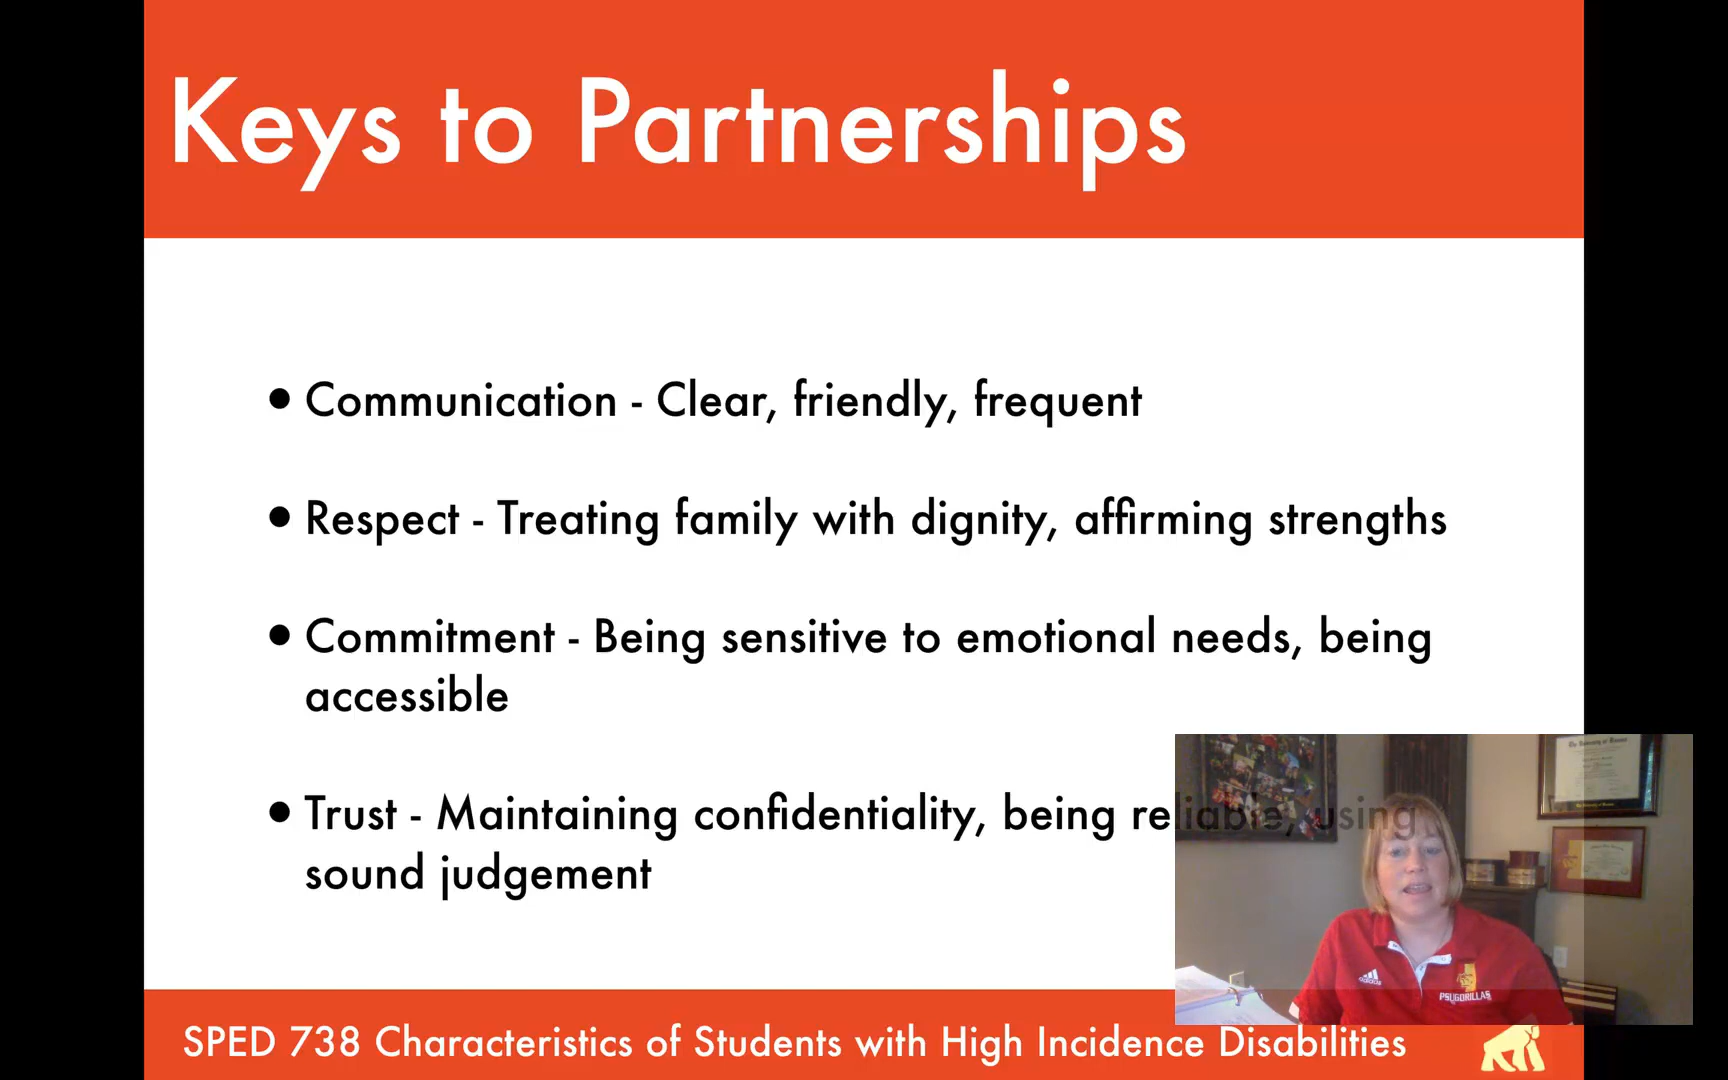 Keys to Partnerships
• Communication - Clear, friendly, frequent
• Respect - Treating family with dignity, affirming strengths
• Commitment - Being sensitive to emotional needs, being
accessible
• Trust - Maintaining confidentiality, being reliable, using
sound judgement
adidas
PSUGORILLAS
SPED 738 Characteristics of Students with High Incidence Disabilities